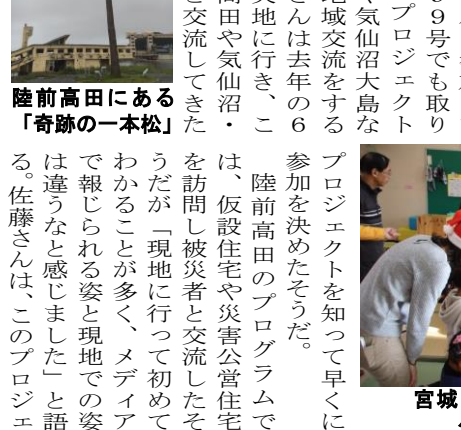 ９号でも取り
プロジェクト
や気仙沼大島な
地域交流をする
さんは去年の６
災地に行き、こ
高田や気仙沼・
と交流してきた
陸前高田にある
「奇跡の一本松」
プロジェクトを知って早くに
参加を決めたそうだ。
陸前高田のプログラムで
は、仮設住宅や災害公営住宅
を訪問し被災者と交流したそ
うだが「現地に行って初めて
わかることが多く、メディア
で報じられる姿と現地での姿
は違うなと感じました」と語
る。佐藤さんは、このプロジェ
宮城